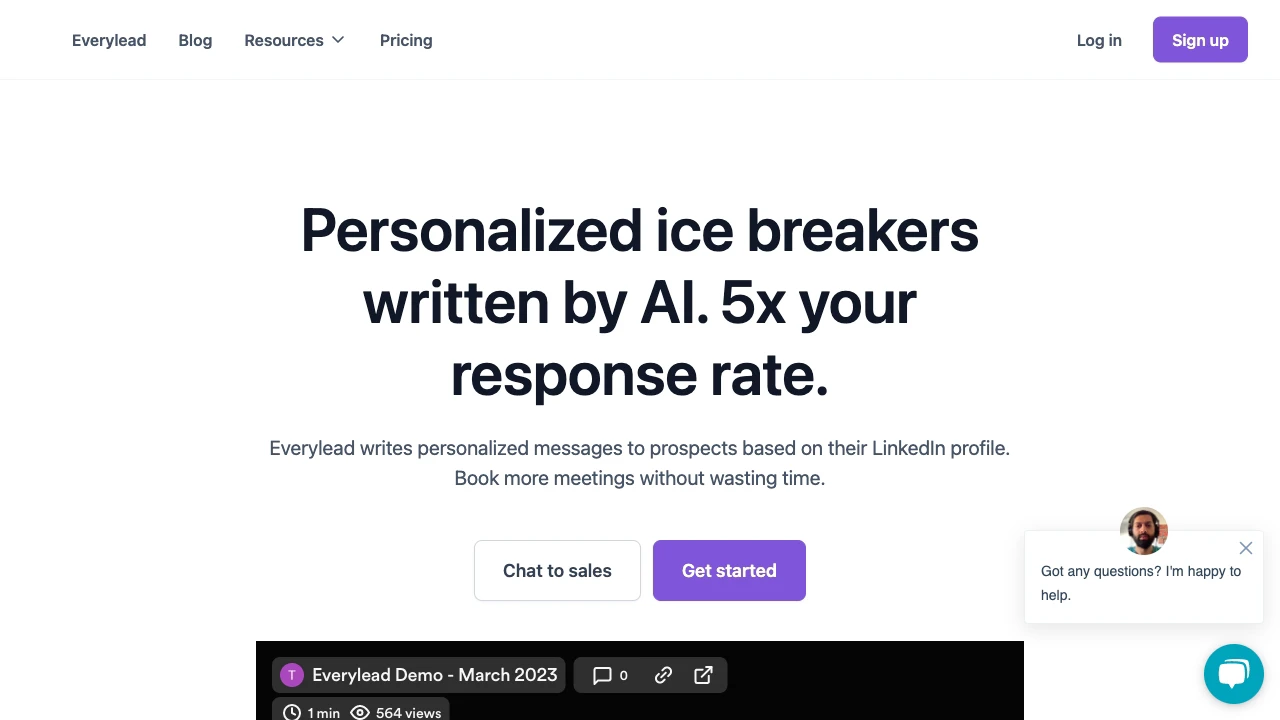 Everylead
Blog
Resources
Pricing
Log in
Sign up
Personalized ice breakers
written by AI. 5x your
response rate.
Everylead writes personalized messages to prospects based on their LinkedIn profile.
Book more meetings without wasting time.
Chat to sales
Get started
Got any questions? I'm happy to
help.
T
Everylead Demo - March 2023
0
1 min
564 views